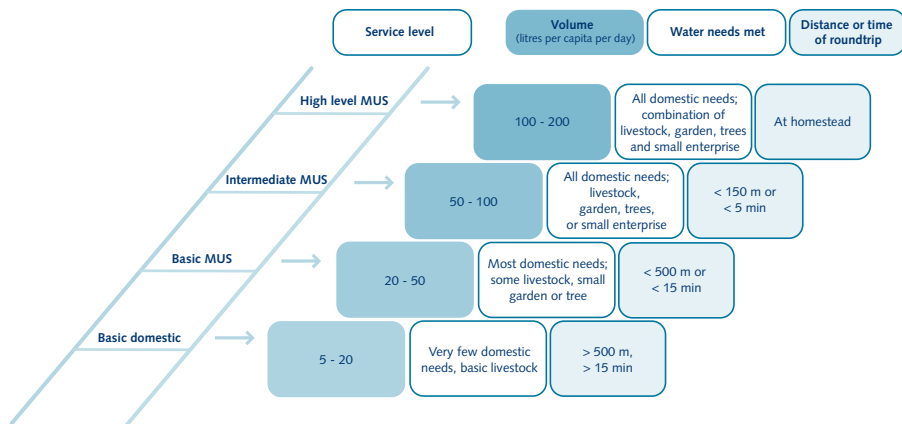 Service level
Volume
(litres per capita per day)
Water needs met
Distance or time
of roundtrip
High level MUS
100 - 200
All domestic needs;
combination of
livestock, garden, trees
and small enterprise
At homestead
Intermediate MUS
50 - 100
All domestic needs;
livestock,
garden, trees,
or small enterprise
< 150 m or
< 5 min
Basic MUS
20 - 50
Most domestic needs;
some livestock, small
garden or tree
< 500 m or
< 15 min
Basic domestic
5 - 20
Very few domestic
needs, basic livestock
> 500 m,
> 15 min